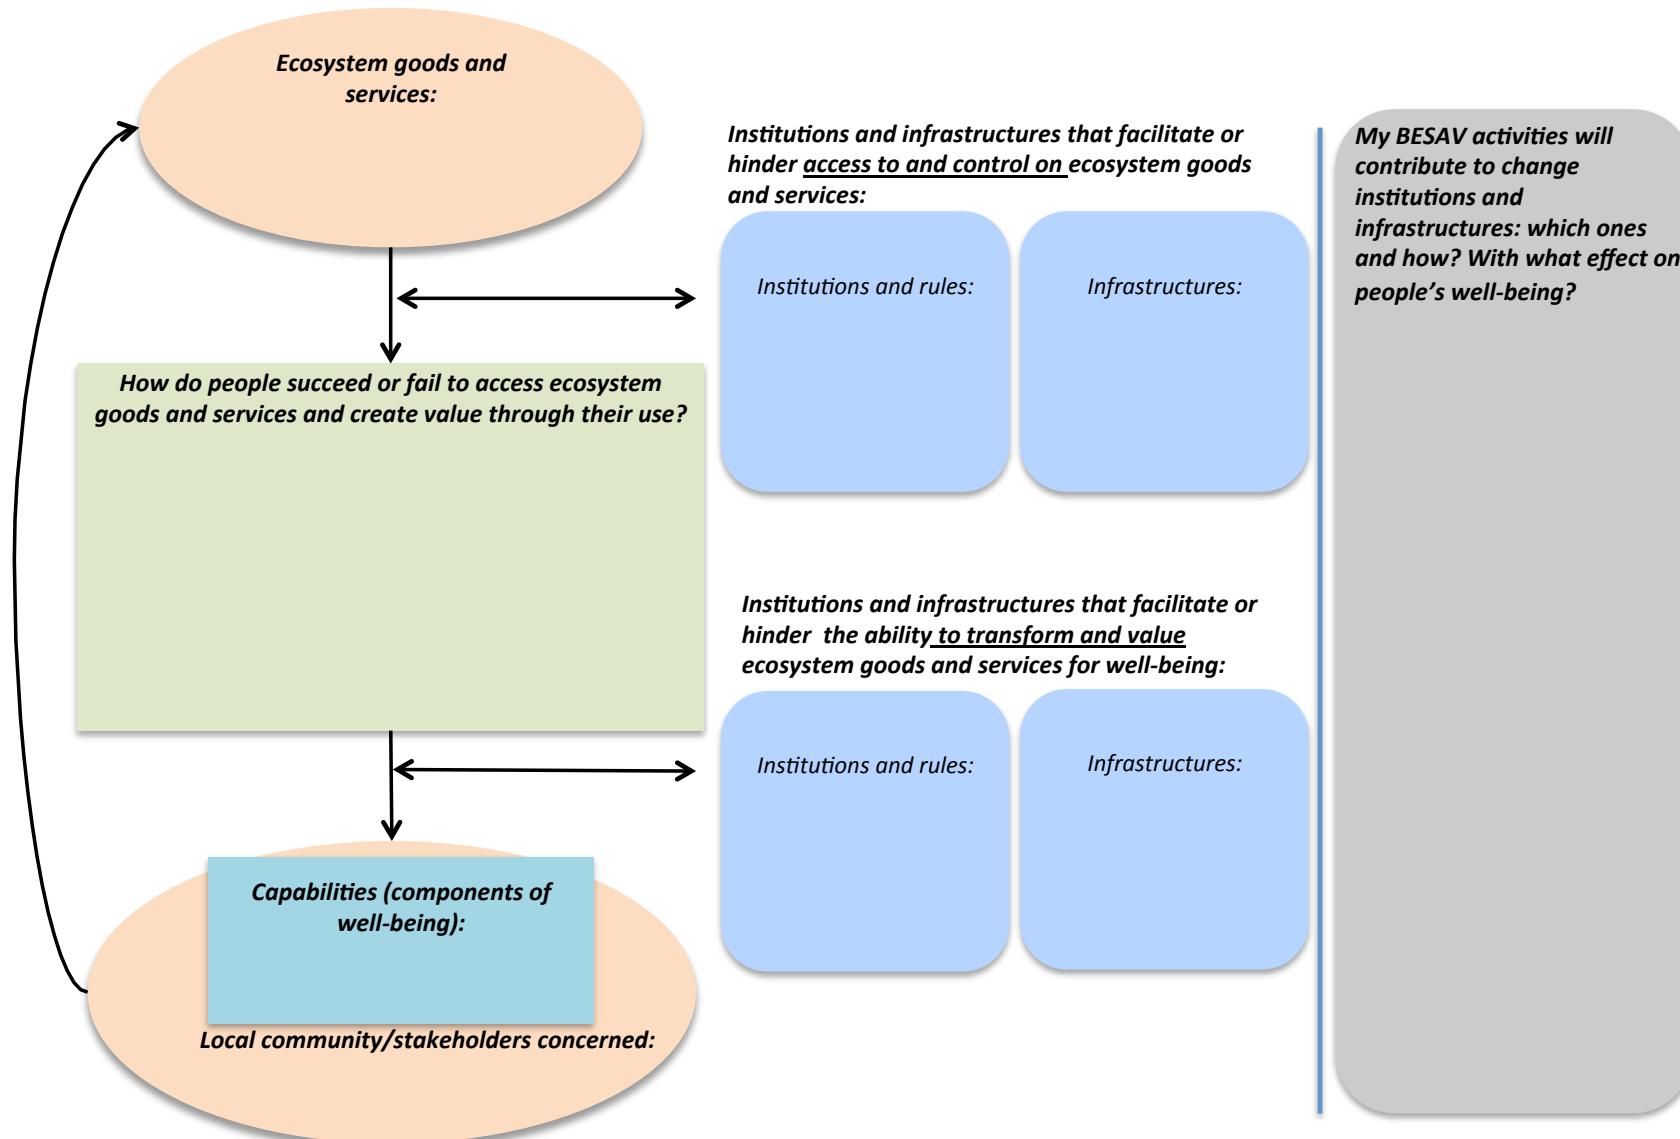 Ecosystem goods and
services:
Institutions and infrastructures that facilitate or
hinder access to and control on ecosystem goods
and services:
Institutions and rules:
Infrastructures:
How do people succeed or fail to access ecosystem
goods and services and create value through their use?
Institutions and infrastructures that facilitate or
hinder the ability to transform and value
ecosystem goods and services for well-being:
Institutions and rules:
Infrastructures:
Capabilities (components of
well-being):
Local community/stakeholders concerned:
My BESAV activities will
contribute to change
institutions and
infrastructures: which ones
and how? With what effect on
people’s well-being?